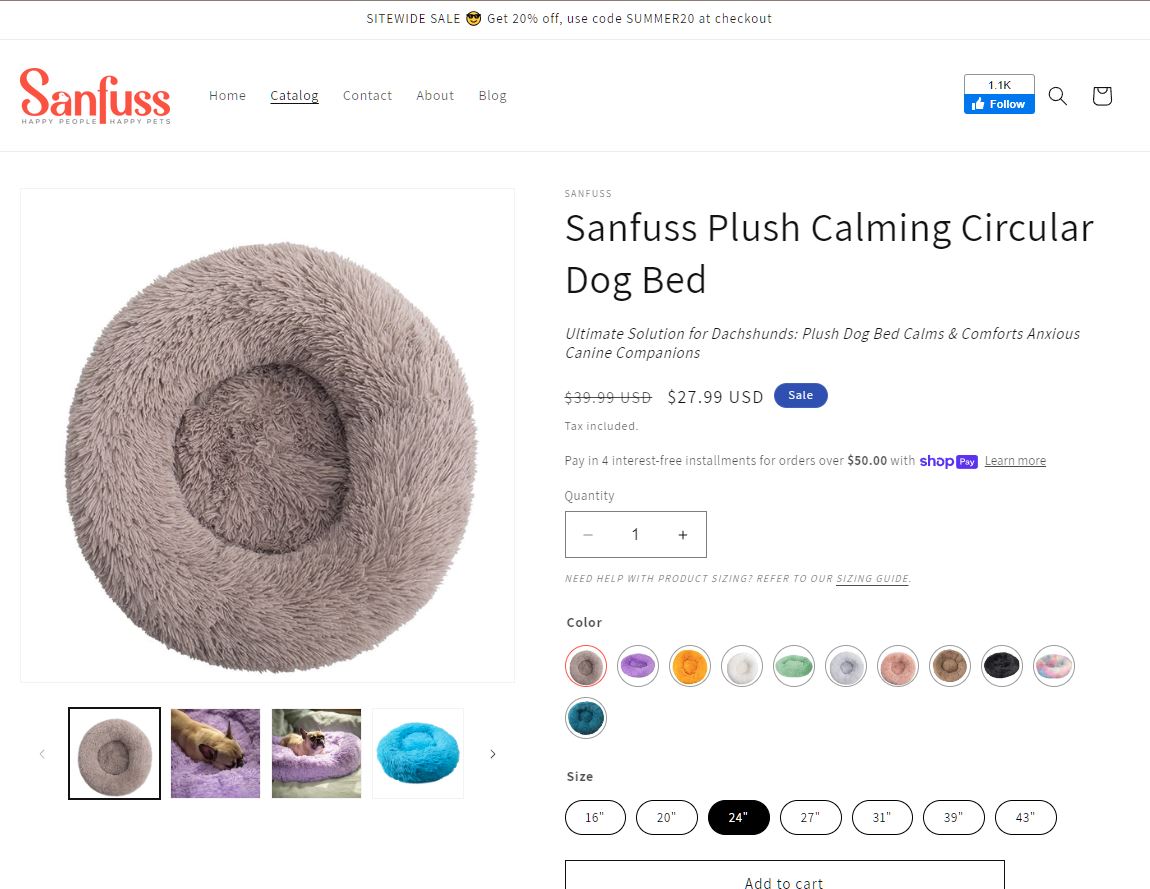 SITEWIDE SALE 😎 Get 20% off, use code SUMMER20 at checkout
Sanfuss
HAPPY PEOPLE HAPPY PETS
Home Catalog Contact About Blog
1.1K
Follow
SANFUSS
Sanfuss Plush Calming Circular
Dog Bed
Ultimate Solution for Dachshunds: Plush Dog Bed Calms & Comforts Anxious
Canine Companions
$39.99 USD $27.99 USD Sale
Tax included.
Pay in 4 interest-free installments for orders over $50.00 with shop Pay Learn more
Quantity
− 1 +
NEED HELP WITH PRODUCT SIZING? REFER TO OUR SIZING GUIDE.
Color
Size
16" 20" 24" 27" 31" 39" 43"
Add to cart